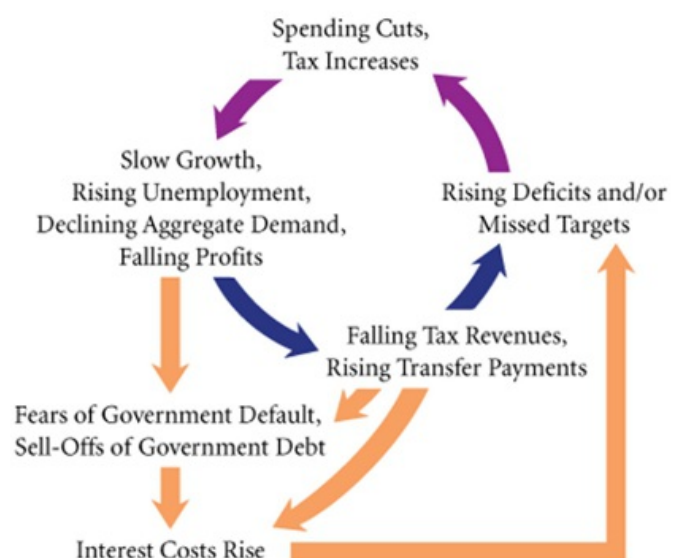 Spending Cuts,
Tax Increases
Slow Growth,
Rising Unemployment,
Declining Aggregate Demand,
Falling Profits
Rising Deficits and/or
Missed Targets
Falling Tax Revenues,
Rising Transfer Payments
Fears of Government Default,
Sell-Offs of Government Debt
Interest Costs Rise